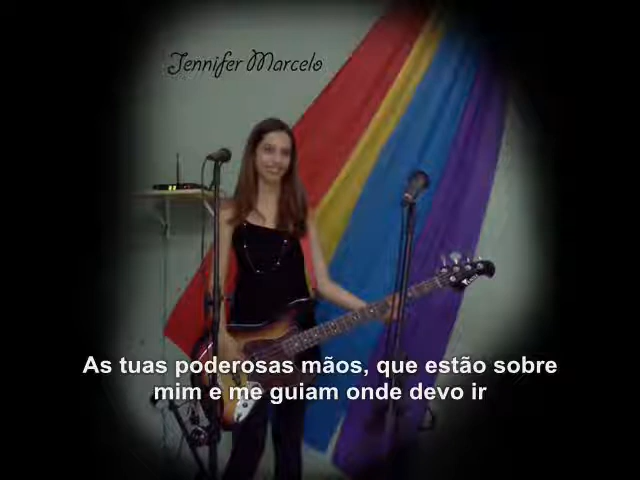 Jennifer Marcelo
As tuas poderosas mãos, que estão sobre
mim e me guiam onde devo ir